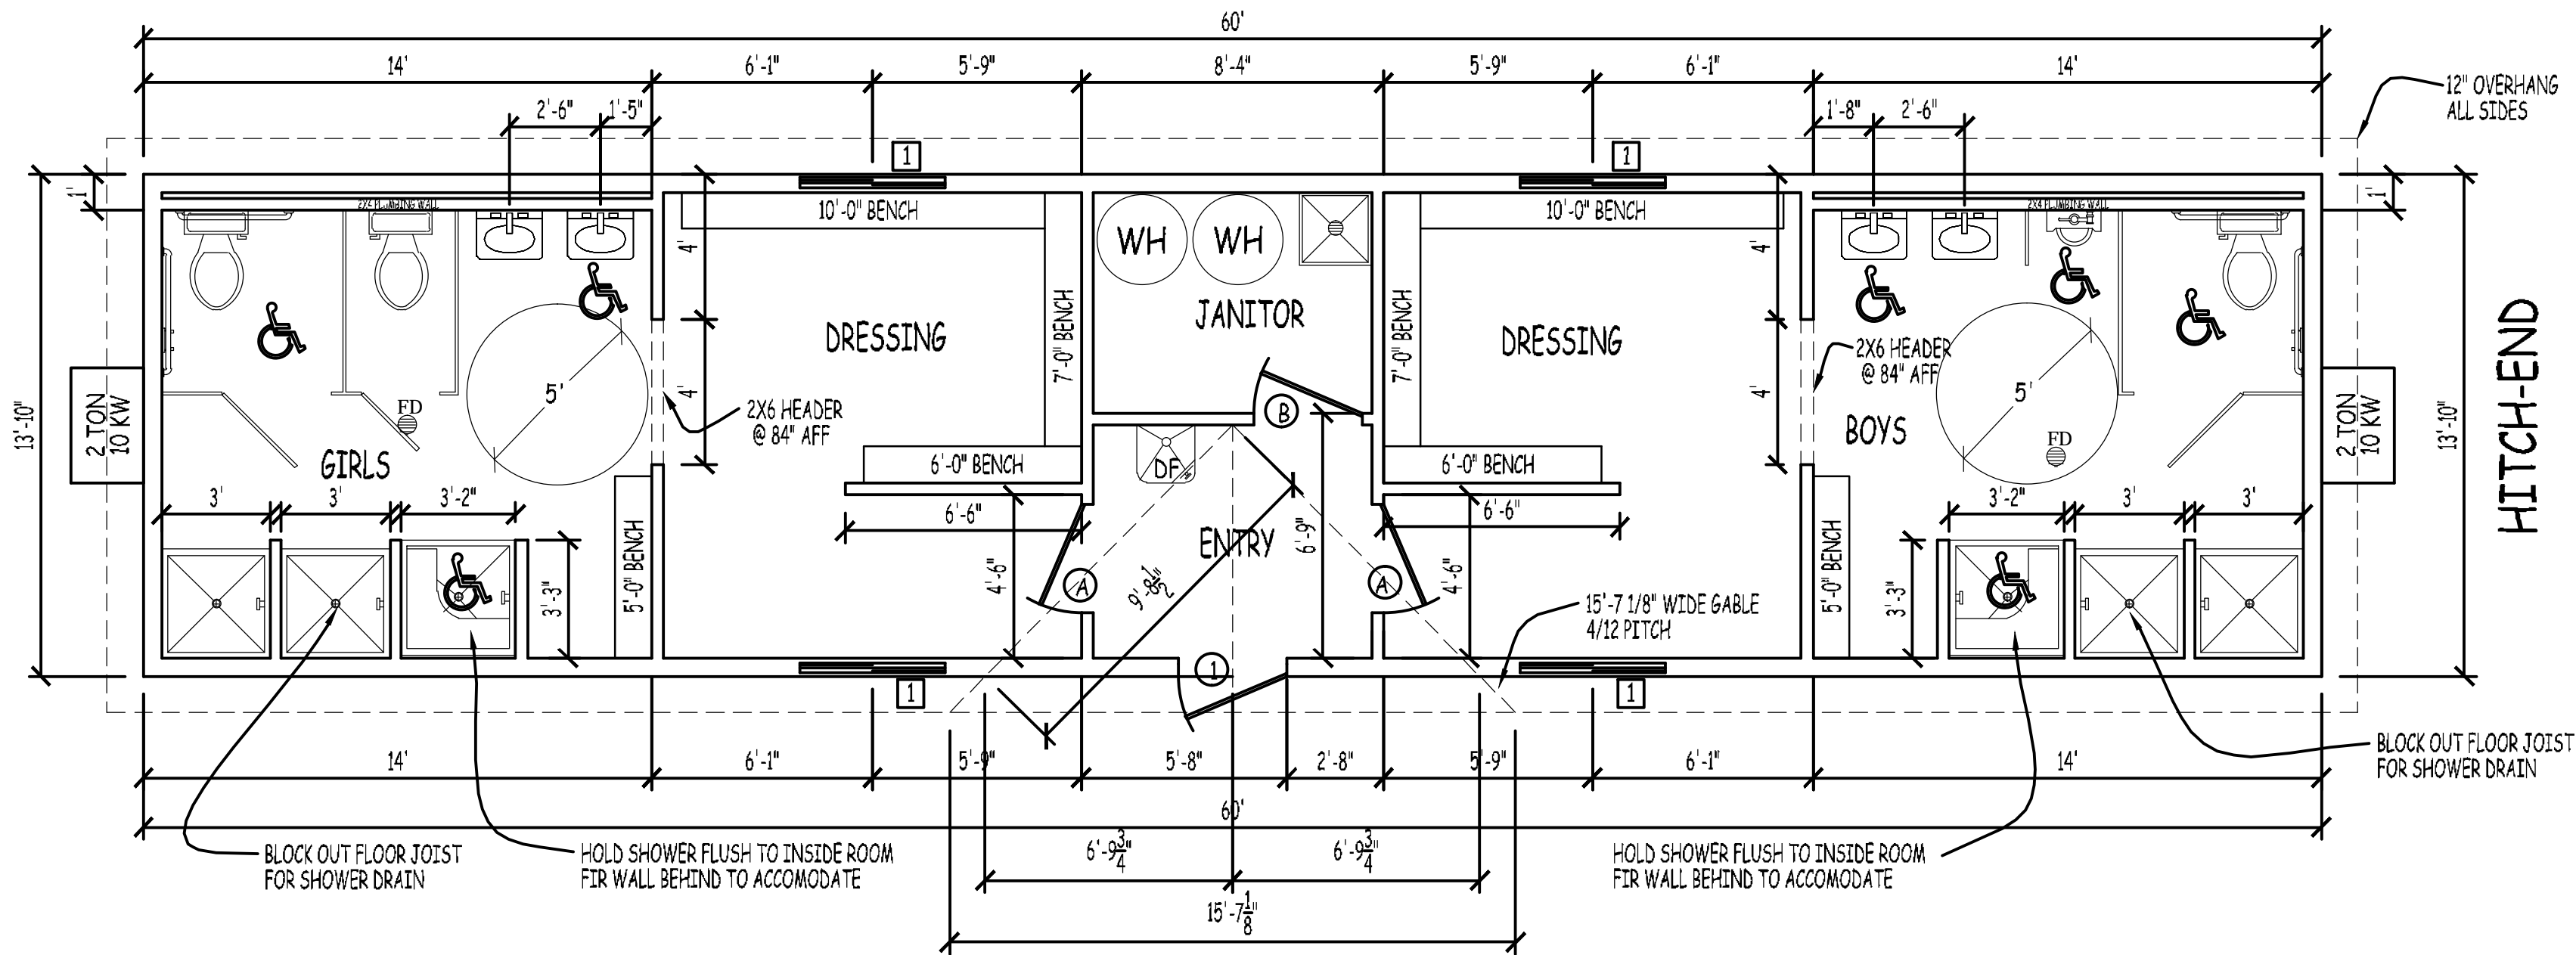 60'
14'
6'-1"
5'-9"
8'-4"
5'-9"
6'-1"
14'
12" OVERHANG
ALL SIDES
2'-6"
1'-5"
1'-8"
2'-6"
1
1
1'
1'
2X4 PLUMBING WALL
2X4 PLUMBING WALL
10'-0" BENCH
10'-0" BENCH
WH
WH
4'
4'
JANITOR
7'-0" BENCH
7'-0" BENCH
DRESSING
DRESSING
HITCH-END
2X6 HEADER
@ 84" AFF
5'
5'
4'
4'
FD
FD
2X6 HEADER
@ 84" AFF
B
BOYS
13'-10"
13'-10"
2 TON
10 KW
2 TON
10 KW
GIRLS
6'-0" BENCH
DF
6'-0" BENCH
3'
3'
3'-2"
3'-2"
3'
3'
6'-6"
6'-6"
ENTRY
6'-9"
5'-0" BENCH
5'-0" BENCH
3'-3"
3'-3"
4'-6"
4'-6"
A
A
9'-8 1/2"
15'-7 1/8" WIDE GABLE
4/12 PITCH
1
1
1
14'
6'-1"
5'-9"
5'-8"
2'-8"
5'-9"
6'-1"
14'
BLOCK OUT FLOOR JOIST
FOR SHOWER DRAIN
60'
BLOCK OUT FLOOR JOIST
FOR SHOWER DRAIN
HOLD SHOWER FLUSH TO INSIDE ROOM
FIR WALL BEHIND TO ACCOMODATE
6'-9 3/4"
6'-9 3/4"
HOLD SHOWER FLUSH TO INSIDE ROOM
FIR WALL BEHIND TO ACCOMODATE
15'-7 1/8"